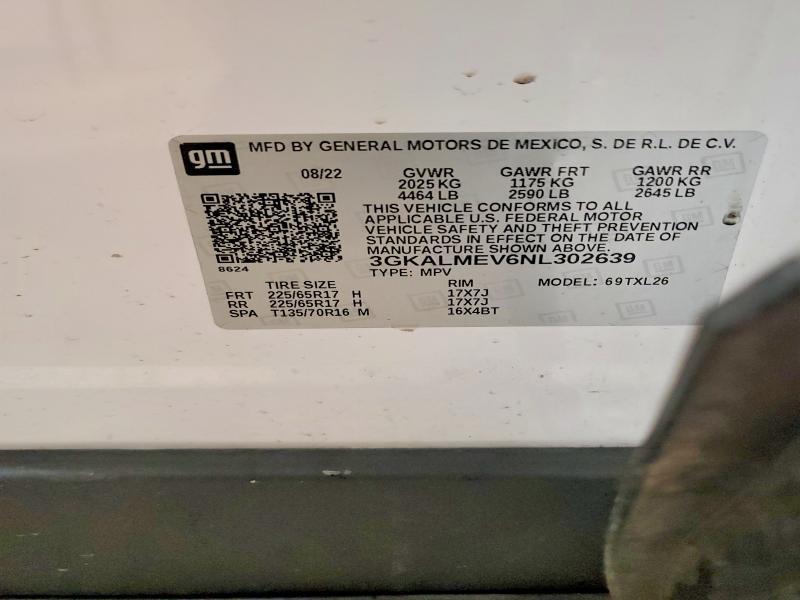 gm MFD BY GENERAL MOTORS DE MEXICO, S. DE R.L. DE C.V.
08/22 GVWR GAWR FRT GAWR RR
2025 KG 1175 KG 1200 KG
4464 LB 2590 LB 2645 LB
THIS VEHICLE CONFORMS TO ALL
APPLICABLE U.S. FEDERAL MOTOR
VEHICLE SAFETY AND THEFT PREVENTION
STANDARDS IN EFFECT ON THE DATE OF
MANUFACTURE SHOWN ABOVE.
8624 3GKALMEV6NL302639
TYPE: MPV MODEL: 69TXL26
TIRE SIZE RIM
FRT 225/65R17 H 17X7J
RR 225/65R17 H 17X7J
SPA T135/70R16 M 16X4BT